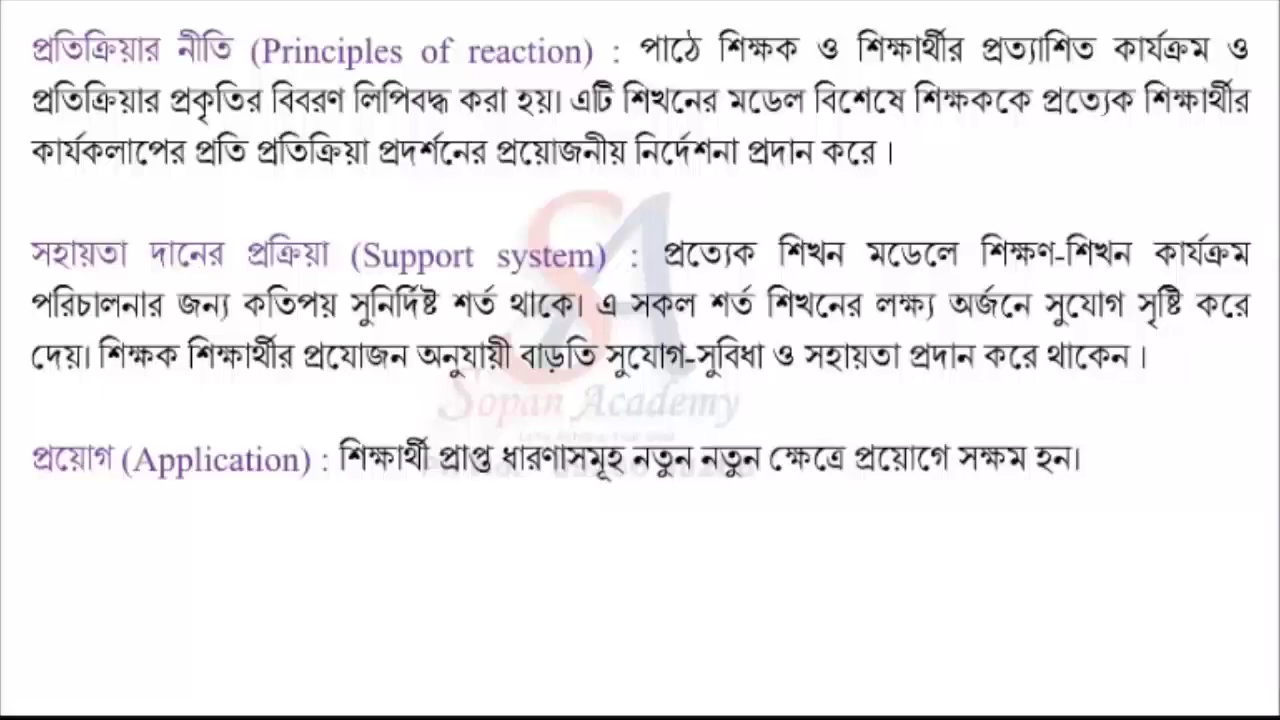 প্রতিক্রিয়ার নীতি (Principles of reaction) : পাঠে শিক্ষক ও শিক্ষার্থীর প্রত্যাশিত কার্যক্রম ও
প্রতিক্রিয়ার প্রকৃতির বিবরণ লিপিবদ্ধ করা হয়। এটি শিখনের মডেল বিশেষে শিক্ষককে প্রত্যেক শিক্ষার্থীর
কার্যকলাপের প্রতি প্রতিক্রিয়া প্রদর্শনের প্রয়োজনীয় নির্দেশনা প্রদান করে ।
সহায়তা দানের প্রক্রিয়া (Support system) : প্রত্যেক শিখন মডেলে শিক্ষণ-শিখন কার্যক্রম
পরিচালনার জন্য কতিপয় সুনির্দিষ্ট শর্ত থাকে। এ সকল শর্ত শিখনের লক্ষ্য অর্জনে সুযোগ সৃষ্টি করে
দেয়। শিক্ষক শিক্ষার্থীর প্রযোজন অনুযায়ী বাড়তি সুযোগ-সুবিধা ও সহায়তা প্রদান করে থাকেন ।
Sopan Academy
প্রয়োগ (Application) : শিক্ষার্থী প্রাপ্ত ধারণাসমূহ নতুন নতুন ক্ষেত্রে প্রয়োগে সক্ষম হন।